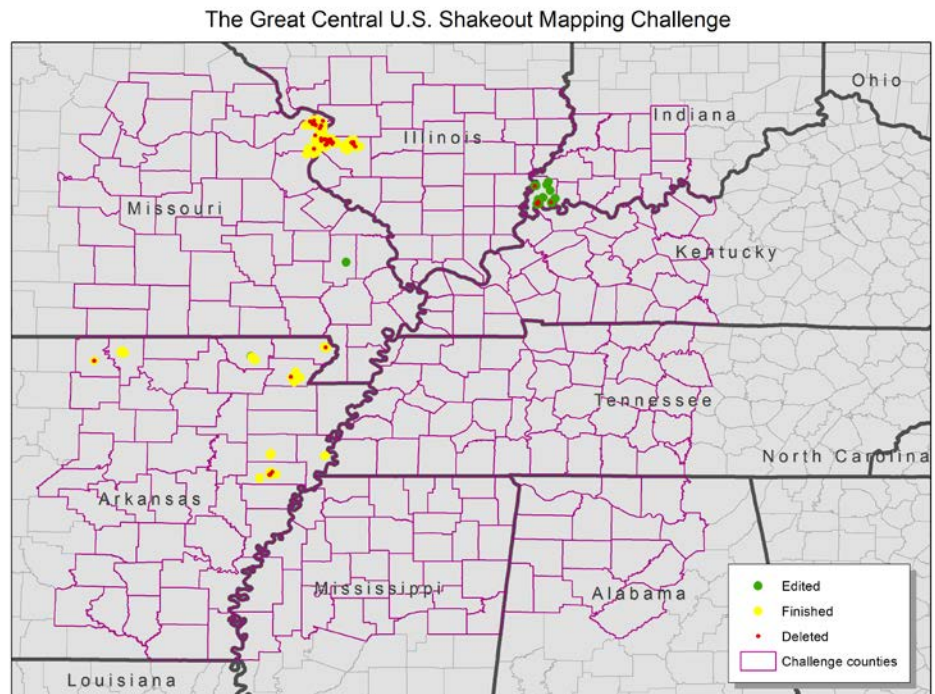 The Great Central U.S. Shakeout Mapping Challenge
Ohio
Indiana
Illinois
Missouri
Kentucky
Tennessee
North Carolina
Arkansas
Mississippi
Alabama
Louisiana
Edited
Finished
Deleted
Challenge counties